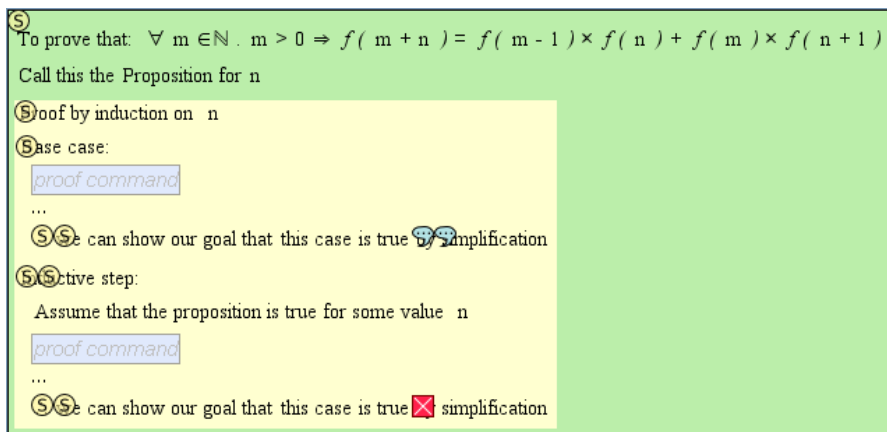 To prove that: ∀ m ∈ℕ . m > 0 ⇒ f( m + n ) = f( m - 1 ) × f( n ) + f( m ) × f( n + 1 )
Call this the Proposition for n
S roof by induction on n
S ase case:
proof command
...
S S e can show our goal that this case is true by simplification
S S ctive step:
Assume that the proposition is true for some value n
proof command
...
S S e can show our goal that this case is true simplification